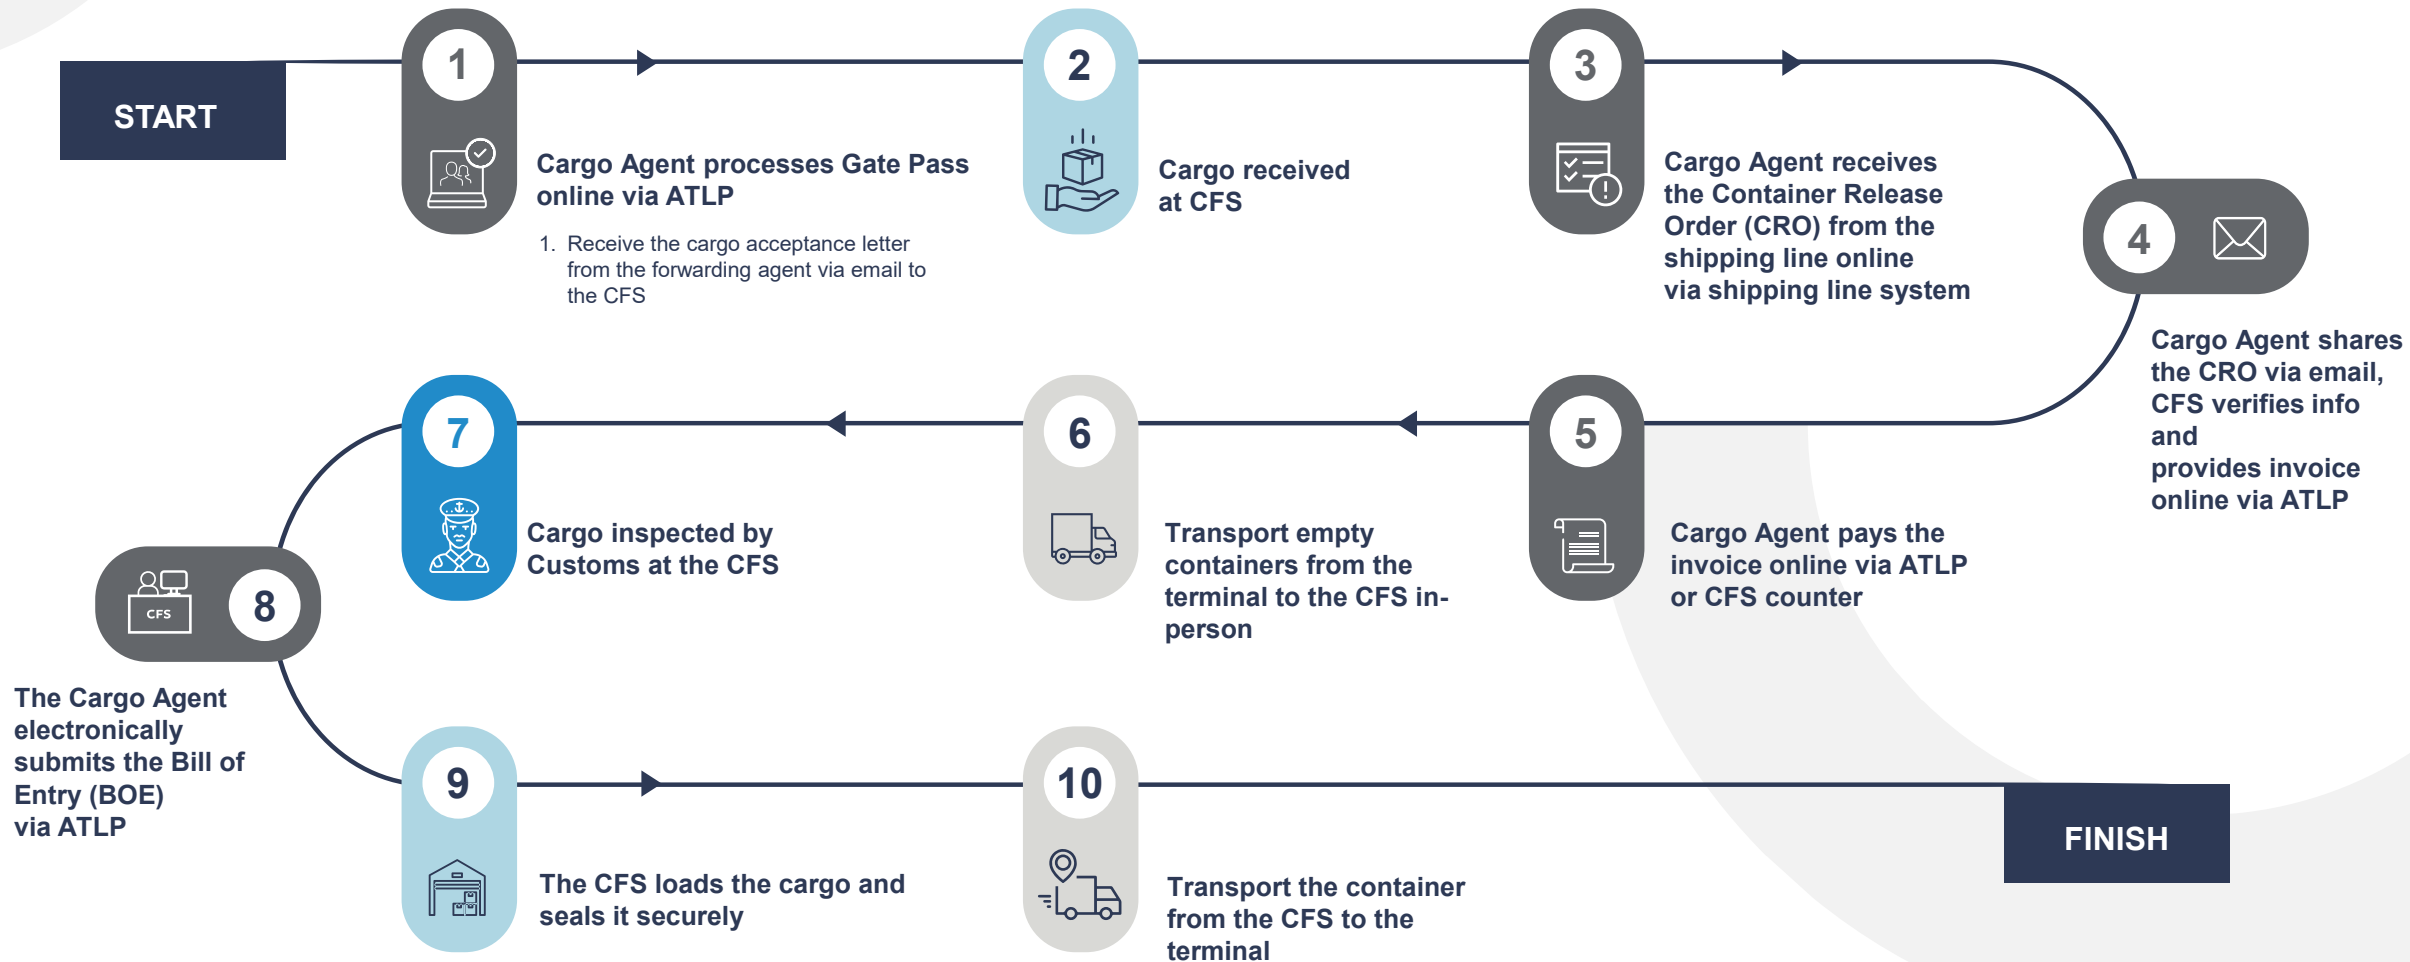 START
1
Cargo Agent processes Gate Pass
online via ATLP
1. Receive the cargo acceptance letter
from the forwarding agent via email to
the CFS
2
Cargo received
at CFS
3
Cargo Agent receives
the Container Release
Order (CRO) from the
shipping line online
via shipping line system
4
Cargo Agent shares
the CRO via email,
CFS verifies info
and
provides invoice
online via ATLP
5
Cargo Agent pays the
invoice online via ATLP
or CFS counter
6
Transport empty
containers from the
terminal to the CFS in-
person
7
Cargo inspected by
Customs at the CFS
8
CFS
The Cargo Agent
electronically
submits the Bill of
Entry (BOE)
via ATLP
9
The CFS loads the cargo and
seals it securely
10
Transport the container
from the CFS to the
terminal
FINISH